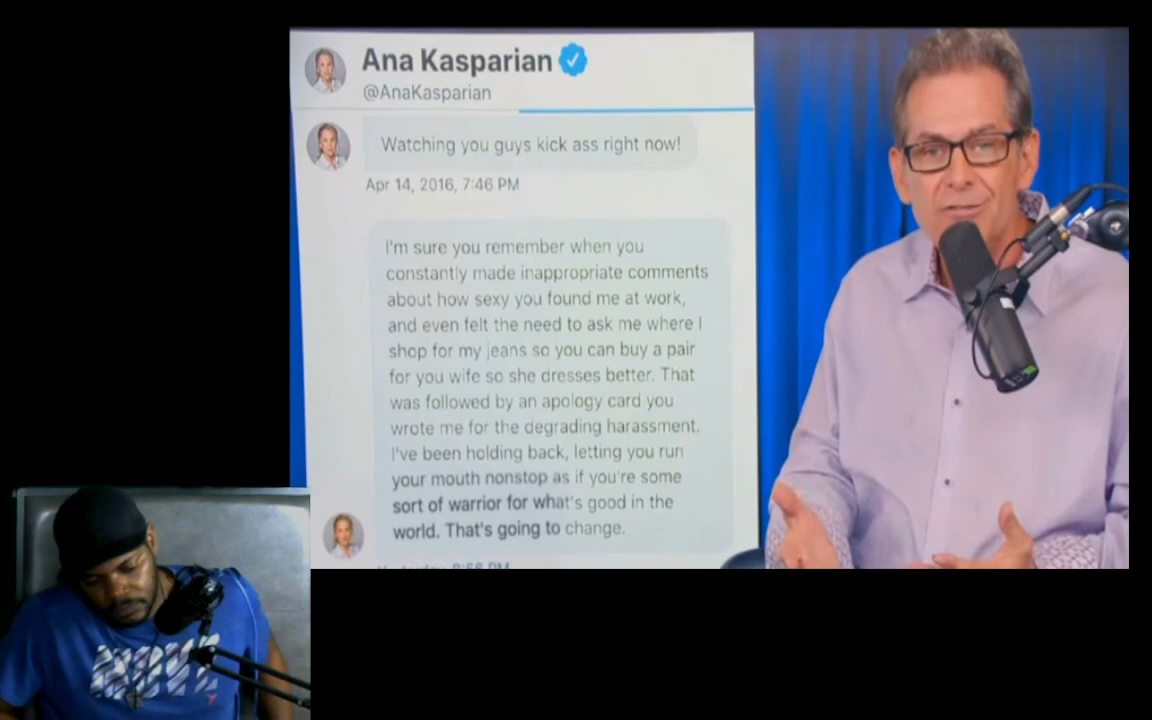 Ana Kasparian
@AnaKasparian
Watching you guys kick ass right now!
Apr 14, 2016, 7:46 PM
I'm sure you remember when you
constantly made inappropriate comments
about how sexy you found me at work,
and even felt the need to ask me where I
shop for my jeans so you can buy a pair
for you wife so she dresses better. That
was followed by an apology card you
wrote me for the degrading harassment.
I've been holding back, letting you run
your mouth nonstop as if you're some
sort of warrior for what's good in the
world. That's going to change.
MOVE